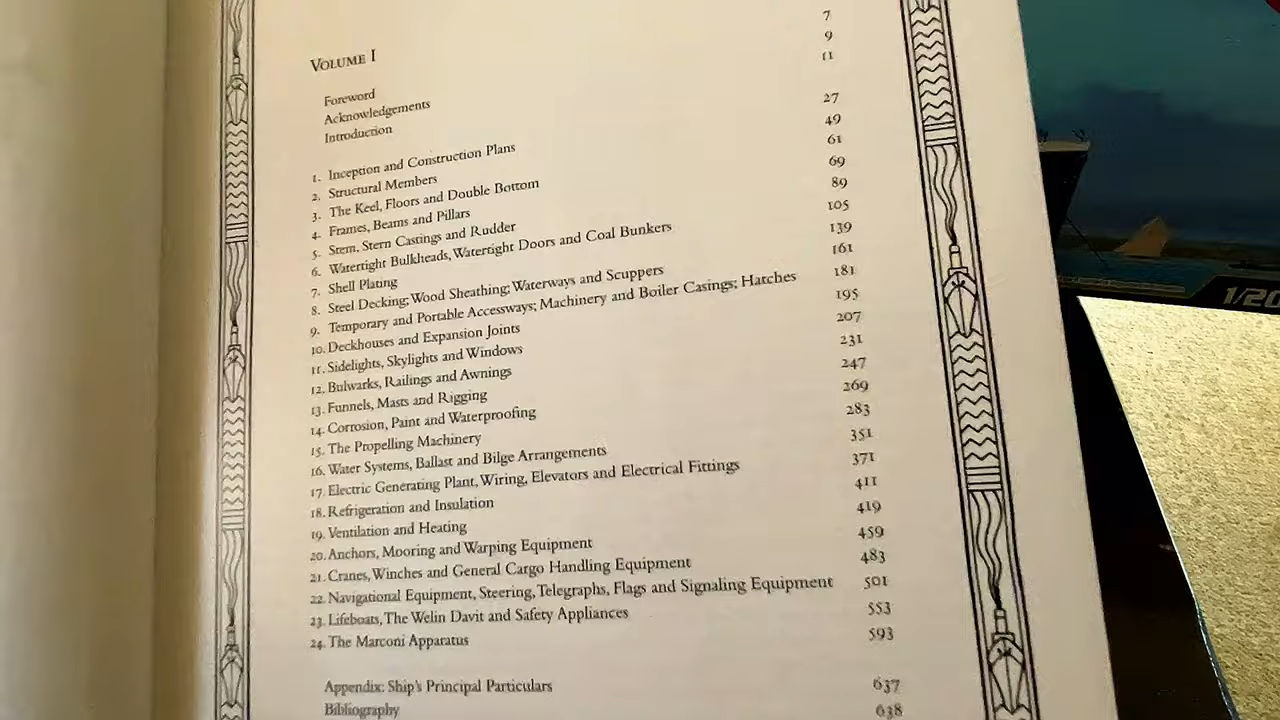 VOLUME I
Foreword 7
Acknowledgements 9
Introduction 11
1. Inception and Construction Plans 27
2. Structural Members 49
3. The Keel, Floors and Double Bottom 61
4. Frames, Beams and Pillars 69
5. Stem, Stern Castings and Rudder 89
6. Watertight Bulkheads, Watertight Doors and Coal Bunkers 105
7. Shell Plating 139
8. Steel Decking; Wood Sheathing; Waterways and Scuppers 161
9. Temporary and Portable Accessways; Machinery and Boiler Casings; Hatches 181
10. Deckhouses and Expansion Joints 195
11. Sidelights, Skylights and Windows 207
12. Bulwarks, Railings and Awnings 231
13. Funnels, Masts and Rigging 247
14. Corrosion, Paint and Waterproofing 269
15. The Propelling Machinery 283
16. Water Systems, Ballast and Bilge Arrangements 351
17. Electric Generating Plant, Wiring, Elevators and Electrical Fittings 371
18. Refrigeration and Insulation 411
19. Ventilation and Heating 419
20. Anchors, Mooring and Warping Equipment 459
21. Cranes, Winches and General Cargo Handling Equipment 483
22. Navigational Equipment, Steering, Telegraphs, Flags and Signaling Equipment 501
23. Lifeboats, The Welin Davit and Safety Appliances 553
24. The Marconi Apparatus 593
Appendix: Ship's Principal Particulars 637
Bibliography 638
1/20